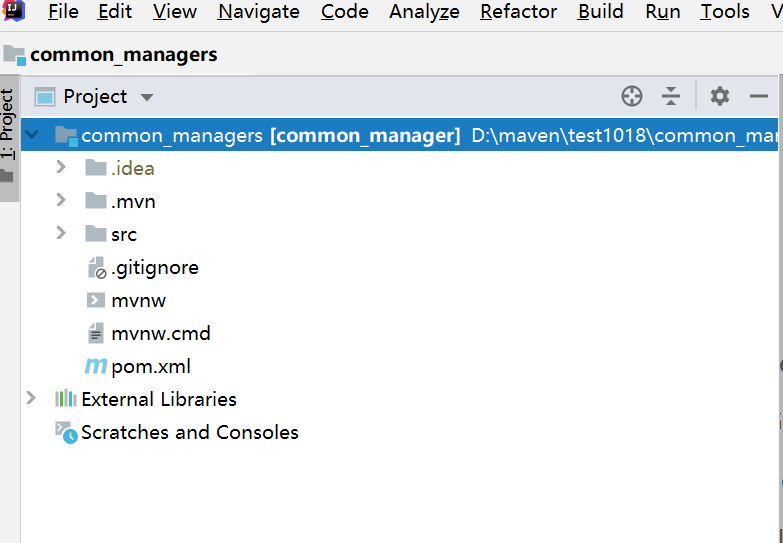 File Edit View Navigate Code Analyze Refactor Build Run Tools
common_managers
1: Project
Project
common_managers [common_manager] D:\maven\test1018\common_ma
.idea
.mvn
src
.gitignore
mvnw
mvnw.cmd
m pom.xml
External Libraries
Scratches and Consoles